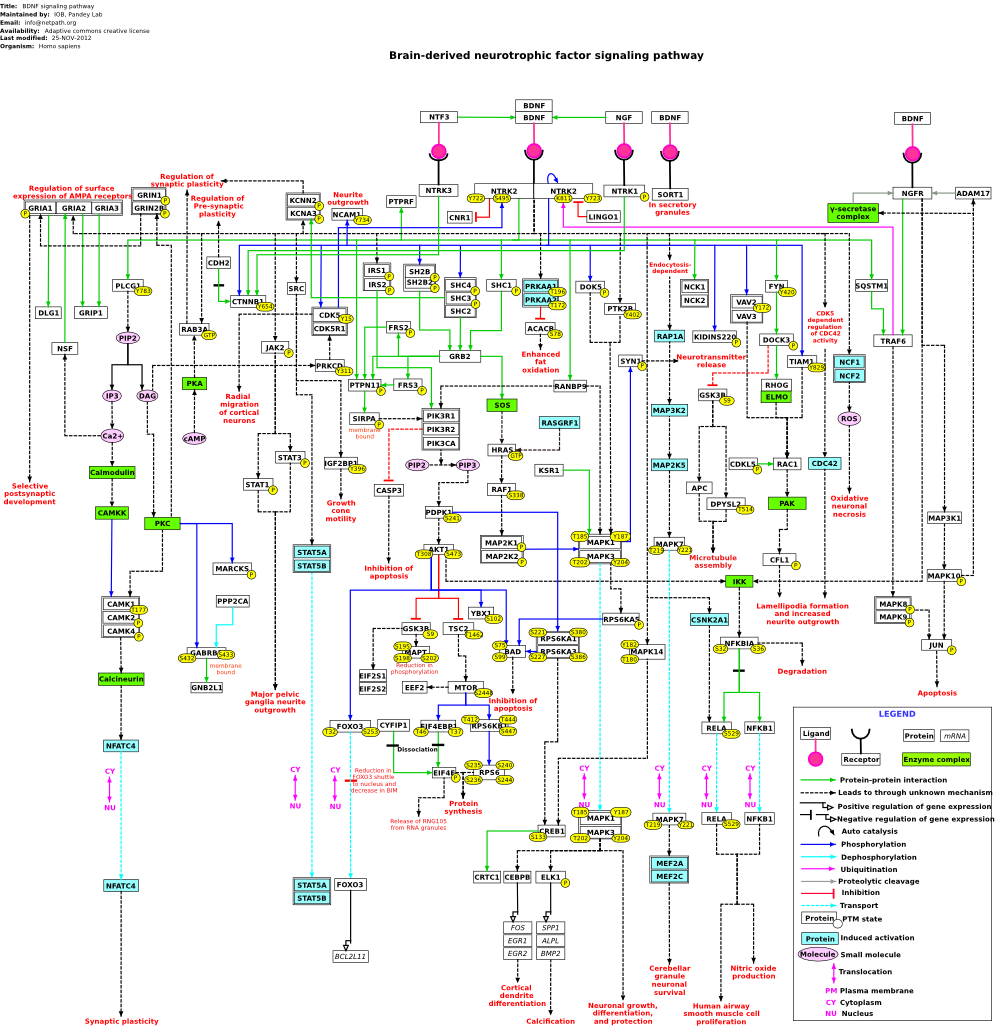 Title: BDNF signaling pathway
Maintained by: IOB, Pandey Lab
Email: info@netpath.org
Availability: Adaptive commons creative license
Last modified: 25-NOV-2012
Organism: Homo sapiens
Brain-derived neurotrophic factor signaling pathway
BDNF
NTF3
BDNF
NGF
BDNF
BDNF
NTRK3
NTRK2
NTRK2
NTRK1
SORT1
NGFR
ADAM17
Y722
S495
K811
Y723
CNR1
LINGO1
In secretory
granules
γ-secretase
complex
Regulation of surface
expression of AMPA receptors
GRIA1
GRIA2
GRIA3
P
Regulation of
synaptic plasticity
GRIN1
GRIN2B
P
P
Regulation of
Pre-synaptic
plasticity
KCNN2
KCNA3
P
P
Neurite
outgrowth
NCAM1
Y734
PTPRF
CDH2
PLCG1
Y783
CTNNB1
Y654
SRC
IRS1
IRS2
P
P
SH2B
SH2B2
P
P
SHC4
SHC3
SHC2
P
P
SHC1
P
PRKAA1
PRKAA2
T196
T172
DOK5
P
PTK2B
Y402
Endocytosis-
dependent
NCK1
NCK2
VAV2
VAV3
Y172
FYN
Y420
SQSTM1
DLG1
GRIP1
RAB3A
GTP
CDK5
CDK5R1
Y15
FRS2
P
GRB2
ACACB
S78
Enhanced
fat
oxidation
RAP1A
KIDINS220
P
DOCK3
P
CDK5
dependent
regulation
of CDC42
activity
TRAF6
NSF
PIP2
JAK2
P
PRKCD
Y311
SYN1
P
Neurotransmitter
release
TIAM1
Y829
NCF1
NCF2
IP3
DAG
PKA
Radial
migration
of cortical
neurons
PTPN11
P
FRS3
P
RANBP9
GSK3B
S9
RHOG
ELMO
Ca2+
cAMP
SIRPA
P
membrane
bound
PIK3R1
PIK3R2
PIK3CA
SOS
RASGRF1
MAP3K2
ROS
Calmodulin
Selective
postsynaptic
development
STAT3
P
STAT1
P
IGF2BP1
Y396
Growth
cone
motility
PIP2
PIP3
HRAS
GTP
KSR1
MAP2K5
CDKL5
P
RAC1
CDC42
CASP3
RAF1
S338
APC
DPYSL2
Y514
PAK
Oxidative
neuronal
necrosis
CAMKK
PKC
PDPK1
S241
MAP3K1
STAT5A
STAT5B
AKT1
T308
S473
MAP2K1
MAP2K2
P
P
MAPK1
MAPK3
T185
Y187
T202
Y204
MAPK7
T219
Y221
Microtubule
assembly
CFL1
P
Inhibition of
apoptosis
MARCKS
P
IKK
MAPK10
P
PPP2CA
CAMK1
CAMK2
CAMK4
T177
P
P
YBX1
S102
RPS6KA5
P
CSNK2A1
Lamellipodia formation
and increased
neurite outgrowth
MAPK8
MAPK9
P
P
GSK3B
S9
TSC2
T1462
RPS6KA1
RPS6KA3
S221
S380
S227
S386
GABRB3
S432
S433
membrane
bound
MAPT
S195
S198
S202
Reduction in
phosphorylation
BAD
S75
S99
MAPK14
Y182
T180
NFKBIA
S32
S36
JUN
P
Calcineurin
GNB2L1
Major pelvic
ganglia neurite
outgrowth
EIF2S1
EIF2S2
EEF2
MTOR
S2448
Inhibition of
apoptosis
Degradation
Apoptosis
FOXO3
T32
S253
CYFIP1
EIF4EBP1
T46
T37
RPS6KB1
T412
T444
S447
RELA
S529
NFKB1
NFATC4
Dissociation
EIF4E
P
RPS6
S235
S240
S236
S244
Reduction in
FOXO3 shuttle
to nucleus and
decrease in BIM
Protein
synthesis
Release of RNG105
from RNA granules
CY
NU
CY
NU
CY
NU
CY
NU
CY
NU
CY
NU
CY
NU
CREB1
S133
MAPK1
MAPK3
T185
Y187
T202
Y204
MAPK7
T219
Y221
RELA
S529
NFKB1
NFATC4
STAT5A
STAT5B
FOXO3
CRTC1
CEBPB
ELK1
P
MEF2A
MEF2C
BCL2L11
FOS
EGR1
EGR2
SPP1
ALPL
BMP2
Synaptic plasticity
Cortical
dendrite
differentiation
Calcification
Neuronal growth,
differentiation,
and protection
Cerebellar
granule
neuronal
survival
Human airway
smooth muscle cell
proliferation
Nitric oxide
production
LEGEND
Ligand
Receptor
Protein
mRNA
Enzyme complex
Protein-protein interaction
Leads to through unknown mechanism
Positive regulation of gene expression
Negative regulation of gene expression
Auto catalysis
Phosphorylation
Dephosphorylation
Ubiquitination
Proteolytic cleavage
Inhibition
Transport
Protein
PTM state
Protein
Induced activation
Molecule
Small molecule
Translocation
PM Plasma membrane
CY Cytoplasm
NU Nucleus